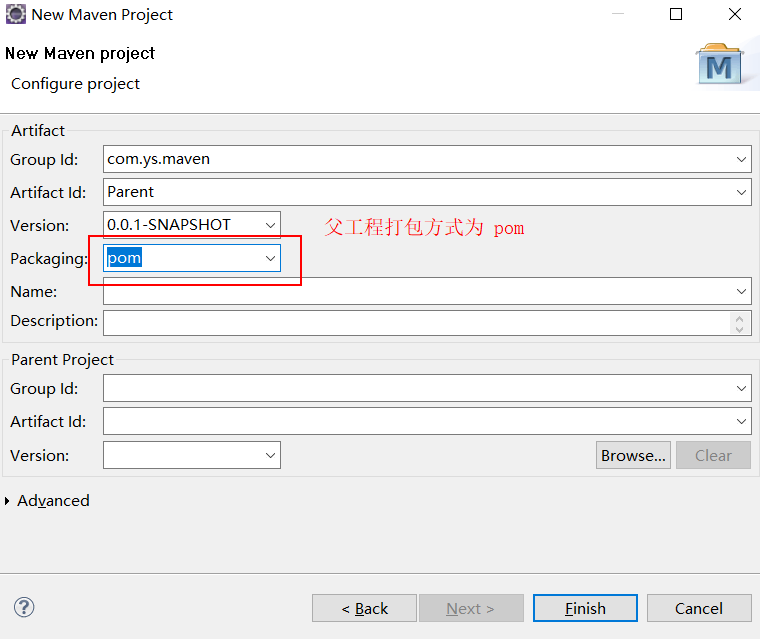 New Maven Project
New Maven project
Configure project
M
Artifact
Group Id: com.ys.maven
Artifact Id: Parent
Version: 0.0.1-SNAPSHOT 父工程打包方式为 pom
Packaging: pom
Name:
Description:
Parent Project
Group Id:
Artifact Id:
Version: Browse... Clear
Advanced
? < Back Next > Finish Cancel